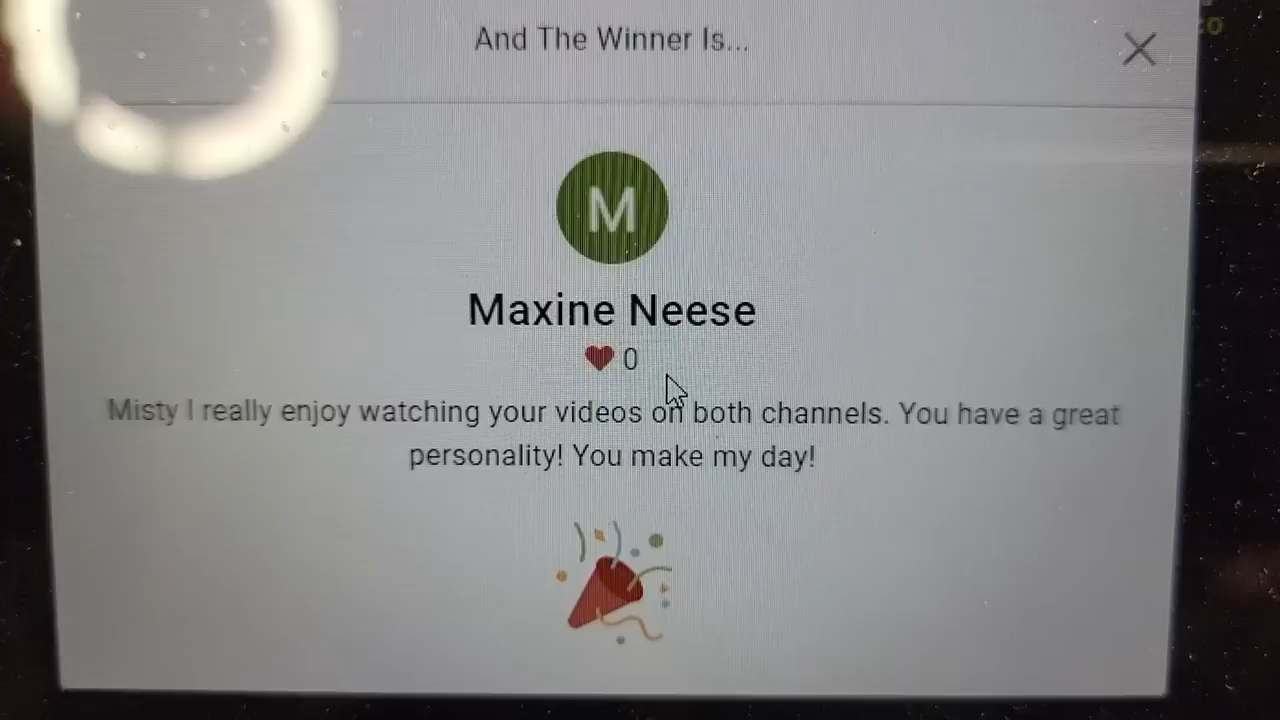 And The Winner Is...
M
Maxine Neese
0
Misty I really enjoy watching your videos on both channels. You have a great
personality! You make my day!